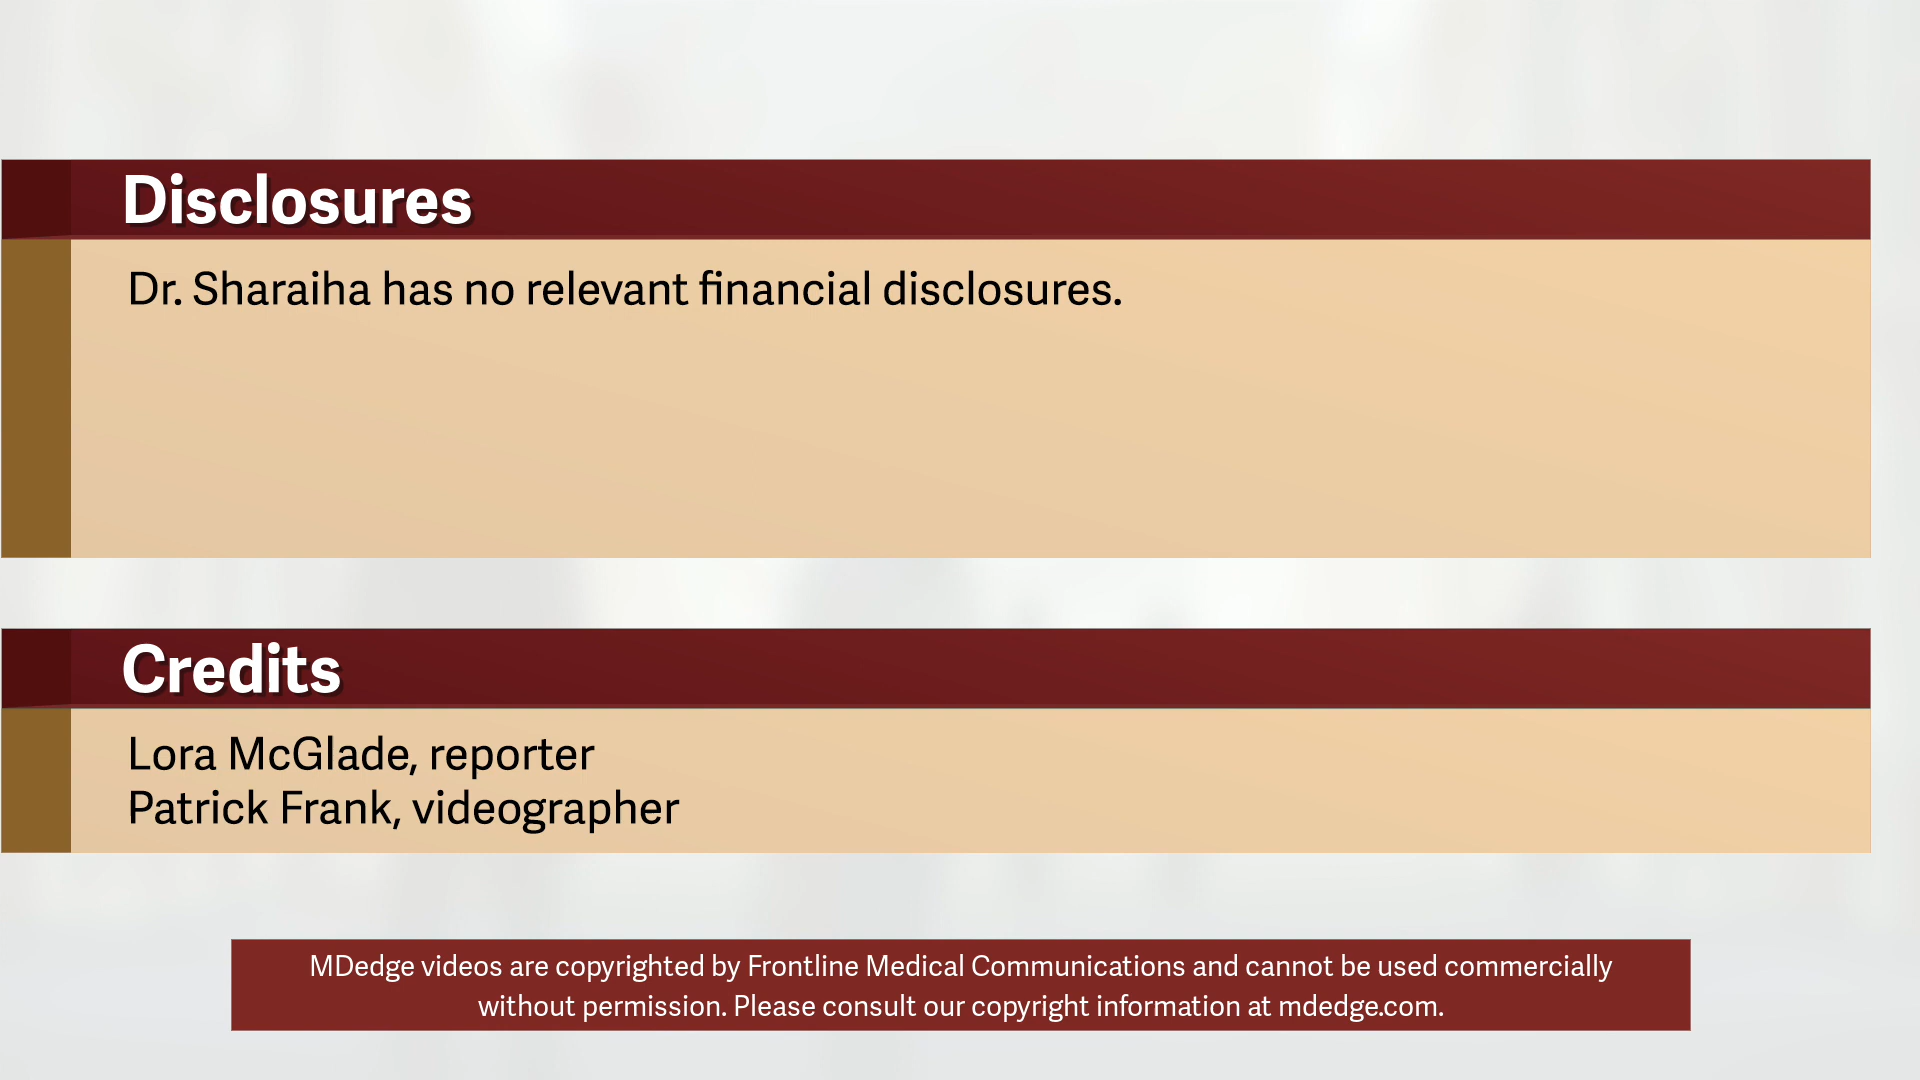 Disclosures
Dr. Sharaiha has no relevant financial disclosures.
Credits
Lora McGlade, reporter
Patrick Frank, videographer
MDedge videos are copyrighted by Frontline Medical Communications and cannot be used commercially
without permission. Please consult our copyright information at mdedge.com.